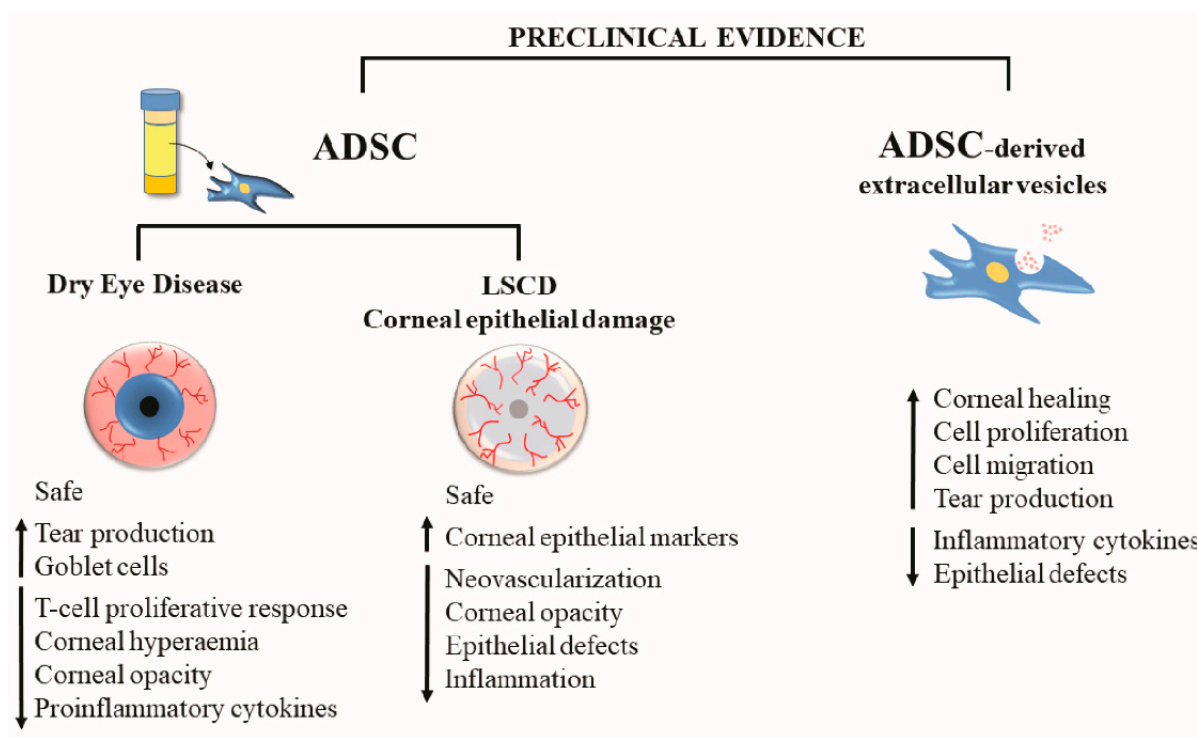 PRECLINICAL EVIDENCE
ADSC
Dry Eye Disease
Safe
Tear production
Goblet cells
T-cell proliferative response
Corneal hyperaemia
Corneal opacity
Proinflammatory cytokines
LSCD
Corneal epithelial damage
Safe
Corneal epithelial markers
Neovascularization
Corneal opacity
Epithelial defects
Inflammation
ADSC-derived
extracellular vesicles
Corneal healing
Cell proliferation
Cell migration
Tear production
Inflammatory cytokines
Epithelial defects